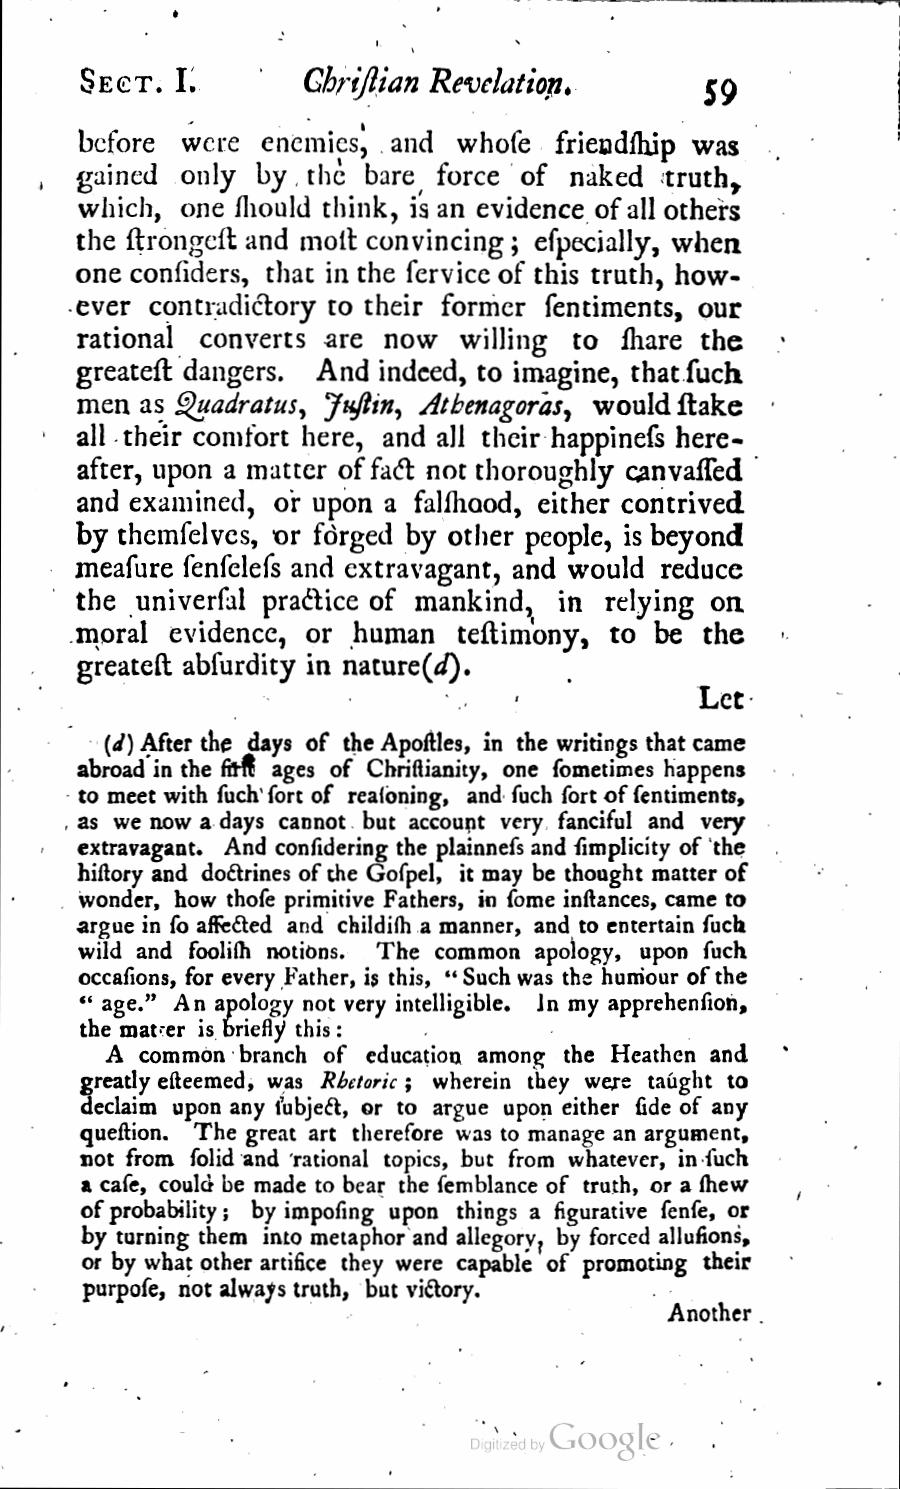 SECT. I. Chriſtian Revelation. 59
before were enemies, and whoſe friendſhip was
gained only by the bare force of naked truth,
which, one ſhould think, is an evidence of all others
the ſtrongeſt and moſt convincing; eſpecially, when
one conſiders, that in the ſervice of this truth, how-
ever contradictory to their former ſentiments, our
rational converts are now willing to ſhare the
greateſt dangers. And indeed, to imagine, that ſuch
men as Quadratus, Juſtin, Athenagoras, would ſtake
all their comfort here, and all their happineſs here-
after, upon a matter of fact not thoroughly canvaſſed
and examined, or upon a falſhood, either contrived
by themſelves, or forged by other people, is beyond
meaſure ſenſeleſs and extravagant, and would reduce
the univerſal practice of mankind, in relying on
moral evidence, or human teſtimony, to be the
greateſt abſurdity in nature(d).
Let
(d) After the days of the Apoſtles, in the writings that came
abroad in the firſt ages of Chriſtianity, one ſometimes happens
to meet with ſuch ſort of reaſoning, and ſuch ſort of ſentiments,
as we now a days cannot but account very fanciful and very
extravagant. And conſidering the plainneſs and ſimplicity of the
hiſtory and doctrines of the Goſpel, it may be thought matter of
wonder, how thoſe primitive Fathers, in ſome inſtances, came to
argue in ſo affected and childiſh a manner, and to entertain ſuch
wild and fooliſh notions. The common apology, upon ſuch
occaſions, for every Father, is this, “ Such was the humour of the
“ age.” An apology not very intelligible. In my apprehenſion,
the matter is briefly this:
A common branch of education among the Heathen and
greatly eſteemed, was Rhetoric; wherein they were taught to
declaim upon any ſubject, or to argue upon either ſide of any
queſtion. The great art therefore was to manage an argument,
not from ſolid and rational topics, but from whatever, in ſuch
a caſe, could be made to bear the ſemblance of truth, or a ſhew
of probability; by impoſing upon things a figurative ſenſe, or
by turning them into metaphor and allegory, by forced alluſions,
or by what other artifice they were capable of promoting their
purpoſe, not always truth, but victory.
Another
Digitized by Google